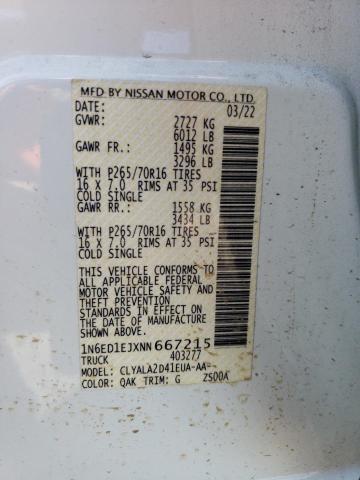 MFD BY NISSAN MOTOR CO., LTD.
DATE: 03/22
GVWR: 2727 KG
6012 LB
GAWR FR.: 1495 KG
3296 LB
WITH P265/70R16 TIRES
16 X 7.0 RIMS AT 35 PSI
COLD SINGLE
GAWR RR.: 1558 KG
3434 LB
WITH P265/70R16 TIRES
16 X 7.0 RIMS AT 35 PSI
COLD SINGLE
THIS VEHICLE CONFORMS TO
ALL APPLICABLE FEDERAL
MOTOR VEHICLE SAFETY AND
THEFT PREVENTION
STANDARDS IN EFFECT ON
THE DATE OF MANUFACTURE
SHOWN ABOVE.
1N6ED1EJXNN667215
TRUCK 403277
MODEL: CLYALA2D41EUA-AA--
COLOR: QAK TRIM: G ZS00A